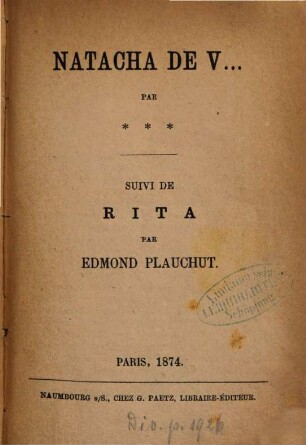 NATACHA DE V...
PAR
* * *
SUIVI DE
RITA
PAR
EDMOND PLAUCHUT.
PARIS, 1874.
NAUMBOURG s/S., CHEZ G. PAETZ, LIBRAIRE-ÉDITEUR.